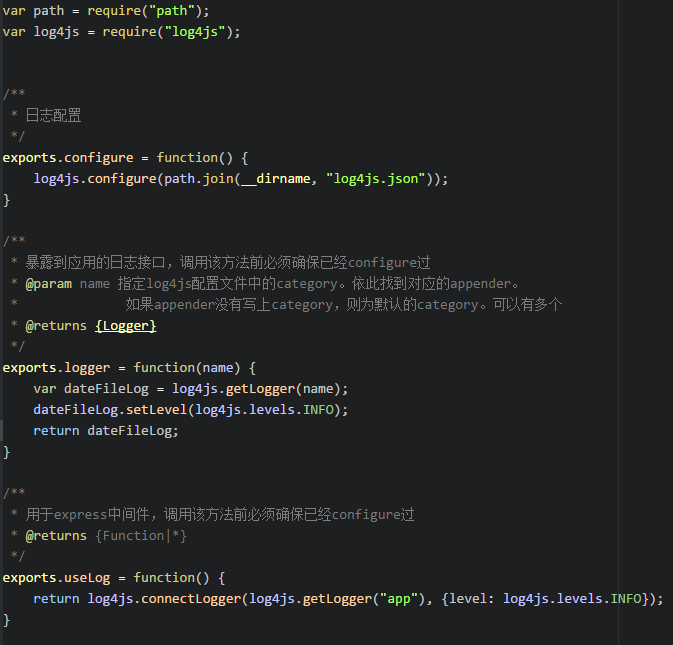 var path = require("path");
var log4js = require("log4js");
/**
 * 日志配置
 */
exports.configure = function() {
    log4js.configure(path.join(__dirname, "log4js.json"));
}
/**
 * 暴露到应用的日志接口，调用该方法前必须确保已经configure过
 * @param name 指定log4js配置文件中的category。依此找到对应的appender。
 *              如果appender没有写上category，则为默认的category。可以有多个
 * @returns {Logger}
 */
exports.logger = function(name) {
    var dateFileLog = log4js.getLogger(name);
    dateFileLog.setLevel(log4js.levels.INFO);
    return dateFileLog;
}
/**
 * 用于express中间件，调用该方法前必须确保已经configure过
 * @returns {Function|*}
 */
exports.useLog = function() {
    return log4js.connectLogger(log4js.getLogger("app"), {level: log4js.levels.INFO});
}